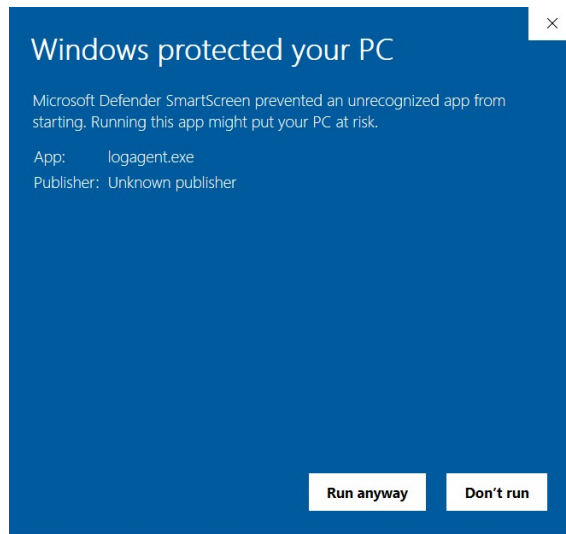 Windows protected your PC
Microsoft Defender SmartScreen prevented an unrecognized app from
starting. Running this app might put your PC at risk.
App: logagent.exe
Publisher: Unknown publisher
Run anyway Don't run